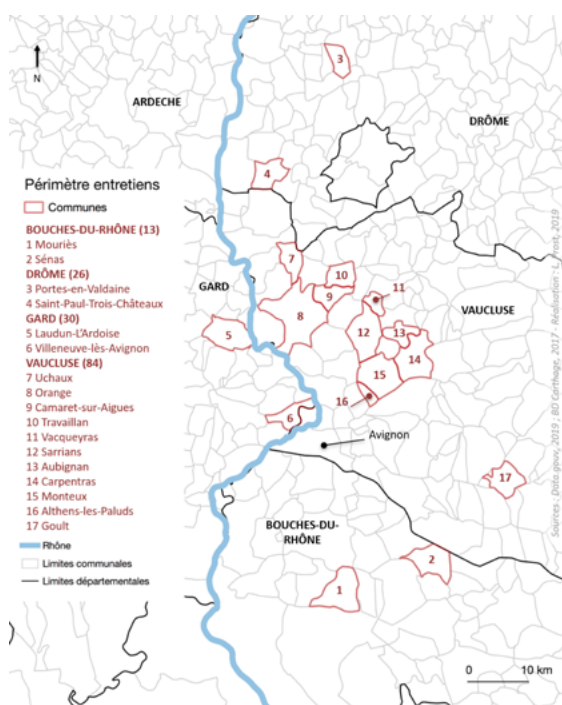 N
3
ARDECHE
DRÔME
4
Périmètre entretiens
Communes
BOUCHES-DU-RHÔNE (13)
1 Mouriès
2 Sénas
DRÔME (26)
3 Portes-en-Valdaine
4 Saint-Paul-Trois-Châteaux
GARD (30)
5 Laudun-L'Ardoise
6 Villeneuve-lès-Avignon
VAUCLUSE (84)
7 Uchaux
8 Orange
9 Camaret-sur-Aigues
10 Travaillan
11 Vacqueyras
12 Sarrians
13 Aubignan
14 Carpentras
15 Monteux
16 Althens-les-Paluds
17 Goult
Rhône
Limites communales
Limites départementales
7
10
11
GARD
9
VAUCLUSE
8
12
13
5
14
15
16
6
Avignon
17
BOUCHES-DU-
RHÔNE
2
1
0 10 km
Sources : Data.gouv, 2019 ; BD Carthage, 2017 - Réalisation : L. Prost, 2019